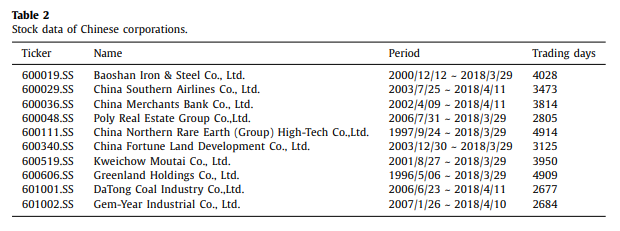 Table 2
Stock data of Chinese corporations.
Ticker Name Period Trading days
600019.SS Baoshan Iron & Steel Co., Ltd. 2000/12/12 ~ 2018/3/29 4028
600029.SS China Southern Airlines Co., Ltd. 2003/7/25 ~ 2018/4/11 3473
600036.SS China Merchants Bank Co., Ltd. 2002/4/09 ~ 2018/4/11 3814
600048.SS Poly Real Estate Group Co.,Ltd. 2006/7/31 ~ 2018/3/29 2805
600111.SS China Northern Rare Earth (Group) High-Tech Co.,Ltd. 1997/9/24 ~ 2018/3/29 4914
600340.SS China Fortune Land Development Co., Ltd. 2003/12/30 ~ 2018/3/29 3125
600519.SS Kweichow Moutai Co., Ltd. 2001/8/27 ~ 2018/3/29 3950
600606.SS Greenland Holdings Co., Ltd. 1996/5/06 ~ 2018/3/29 4909
601001.SS DaTong Coal Industry Co.,Ltd. 2006/6/23 ~ 2018/4/11 2677
601002.SS Gem-Year Industrial Co., Ltd. 2007/1/26 ~ 2018/4/10 2684